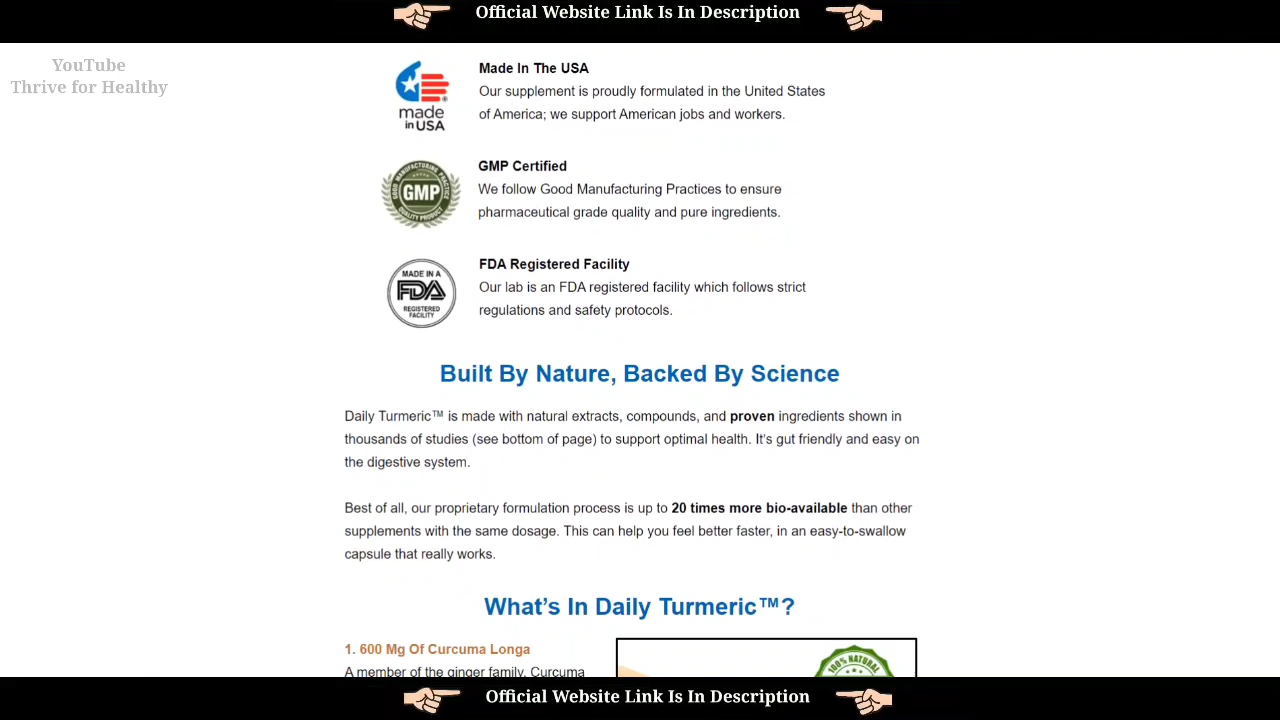 Official Website Link Is In Description
YouTube
Thrive for Healthy
made
in USA
Made In The USA
Our supplement is proudly formulated in the United States
of America; we support American jobs and workers.
GOOD MANUFACTURING PRACTICE
GMP
QUALITY PRODUCT
GMP Certified
We follow Good Manufacturing Practices to ensure
pharmaceutical grade quality and pure ingredients.
MADE IN A
FDA
REGISTERED
FACILITY
FDA Registered Facility
Our lab is an FDA registered facility which follows strict
regulations and safety protocols.
Built By Nature, Backed By Science
Daily Turmeric™ is made with natural extracts, compounds, and proven ingredients shown in
thousands of studies (see bottom of page) to support optimal health. It's gut friendly and easy on
the digestive system.
Best of all, our proprietary formulation process is up to 20 times more bio-available than other
supplements with the same dosage. This can help you feel better faster, in an easy-to-swallow
capsule that really works.
What's In Daily Turmeric™?
1. 600 Mg Of Curcuma Longa
A member of the ginger family, Curcuma
100% NATURAL
Official Website Link Is In Description